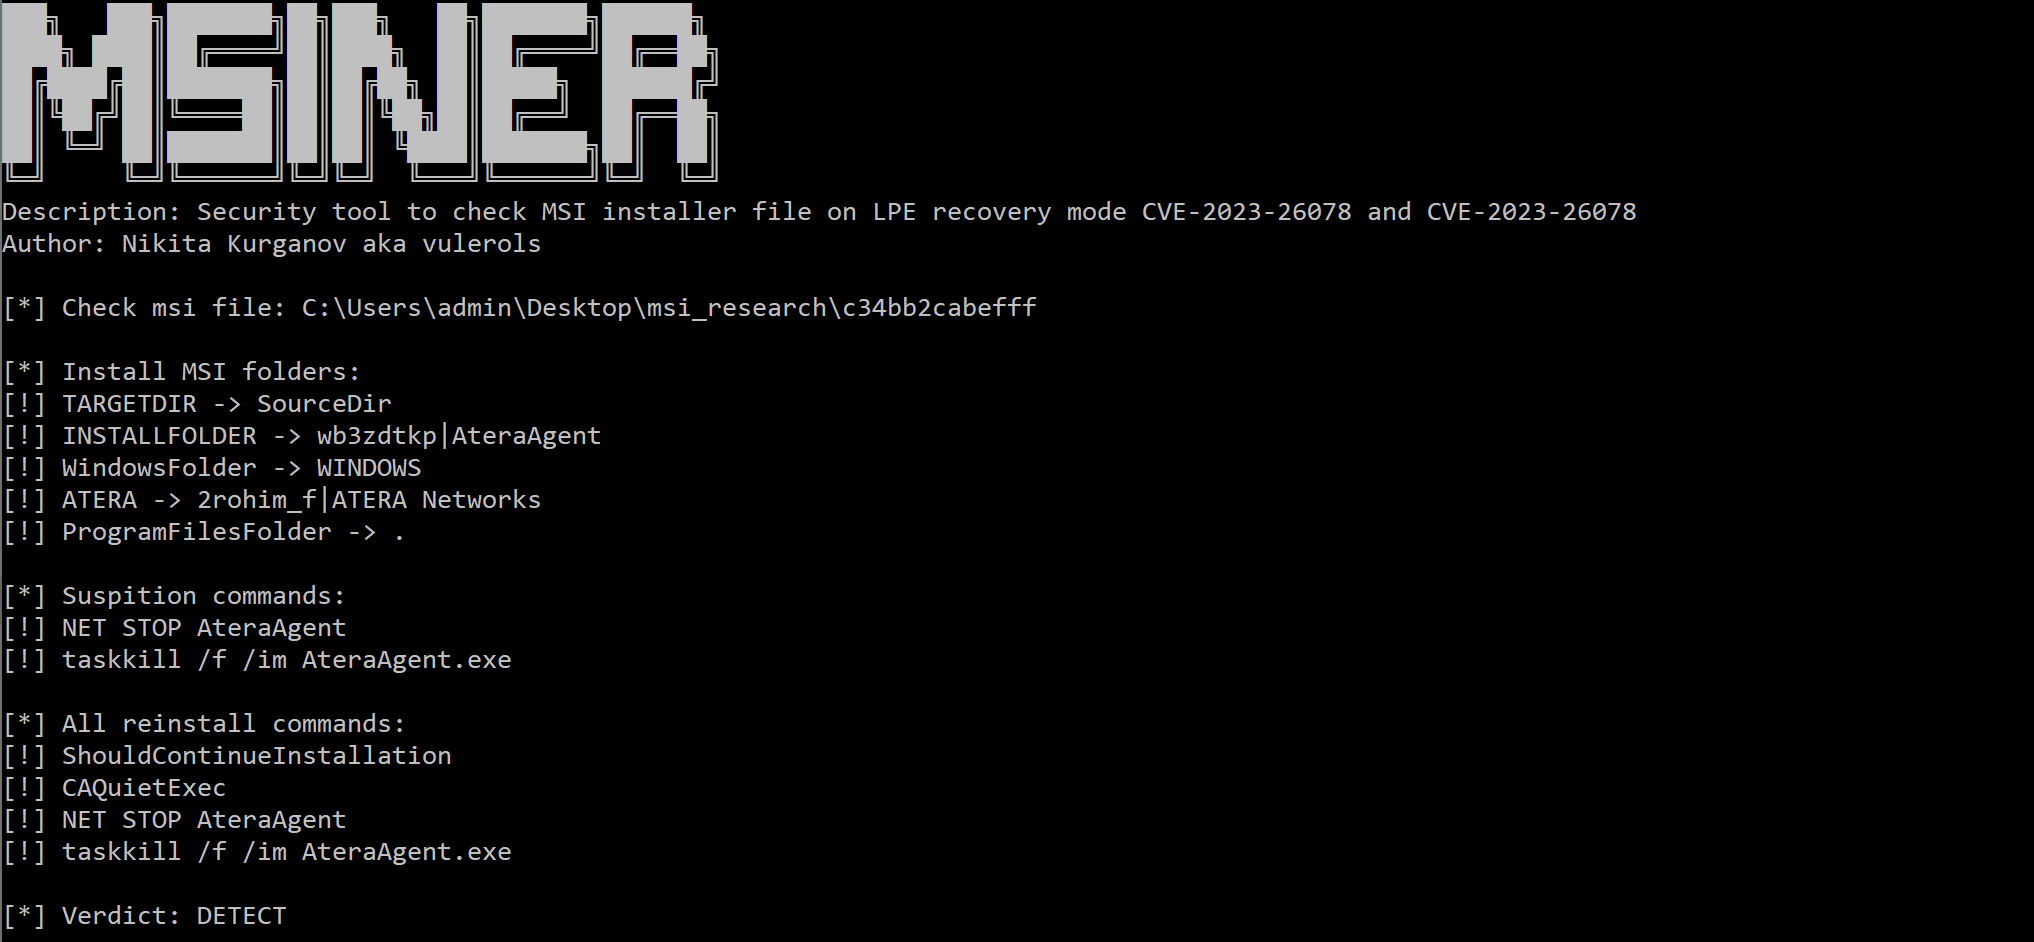 MSINER
Description: Security tool to check MSI installer file on LPE recovery mode CVE-2023-26078 and CVE-2023-26078
Author: Nikita Kurganov aka vulerols
[*] Check msi file: C:\Users\admin\Desktop\msi_research\c34bb2cabefff
[*] Install MSI folders:
[!] TARGETDIR -> SourceDir
[!] INSTALLFOLDER -> wb3zdtkp|AteraAgent
[!] WindowsFolder -> WINDOWS
[!] ATERA -> 2rohim_f|ATERA Networks
[!] ProgramFilesFolder -> .
[*] Suspition commands:
[!] NET STOP AteraAgent
[!] taskkill /f /im AteraAgent.exe
[*] All reinstall commands:
[!] ShouldContinueInstallation
[!] CAQuietExec
[!] NET STOP AteraAgent
[!] taskkill /f /im AteraAgent.exe
[*] Verdict: DETECT